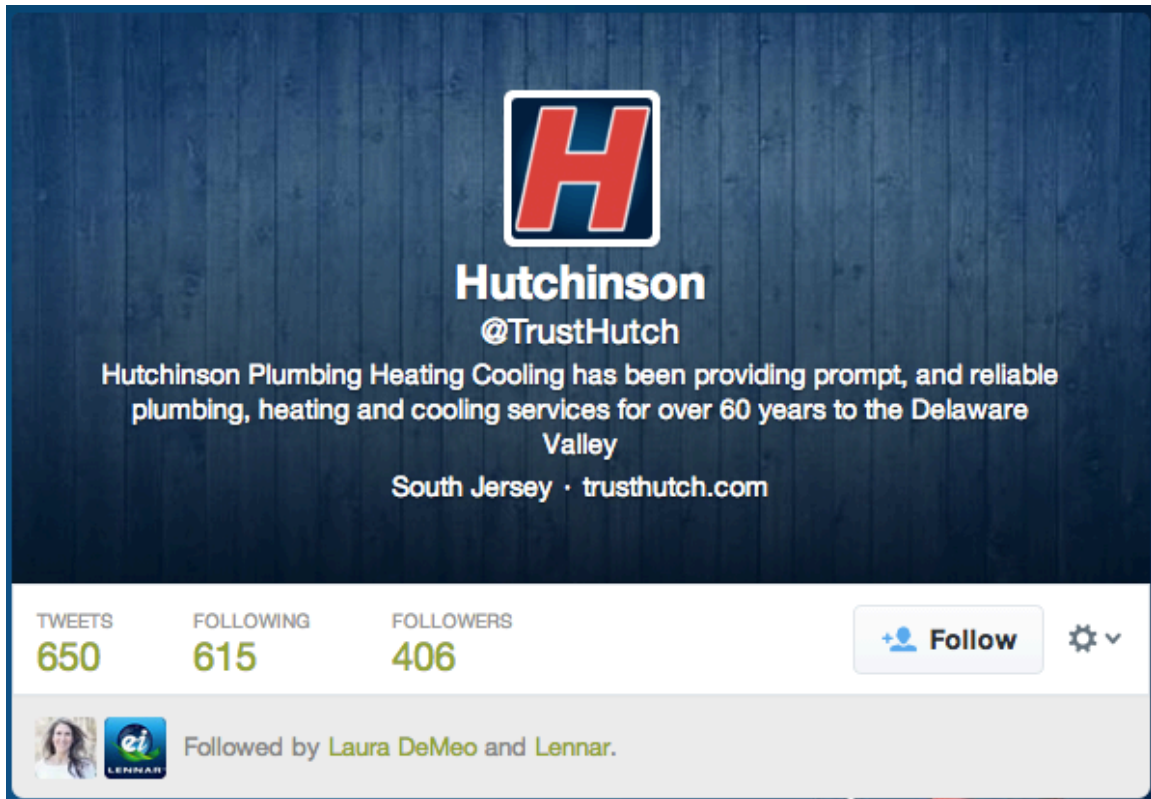 H
Hutchinson
@TrustHutch
Hutchinson Plumbing Heating Cooling has been providing prompt, and reliable
plumbing, heating and cooling services for over 60 years to the Delaware
Valley
South Jersey · trusthutch.com
TWEETS FOLLOWING FOLLOWERS
650 615 406
Follow
ei
LENNAR
Followed by Laura DeMeo and Lennar.